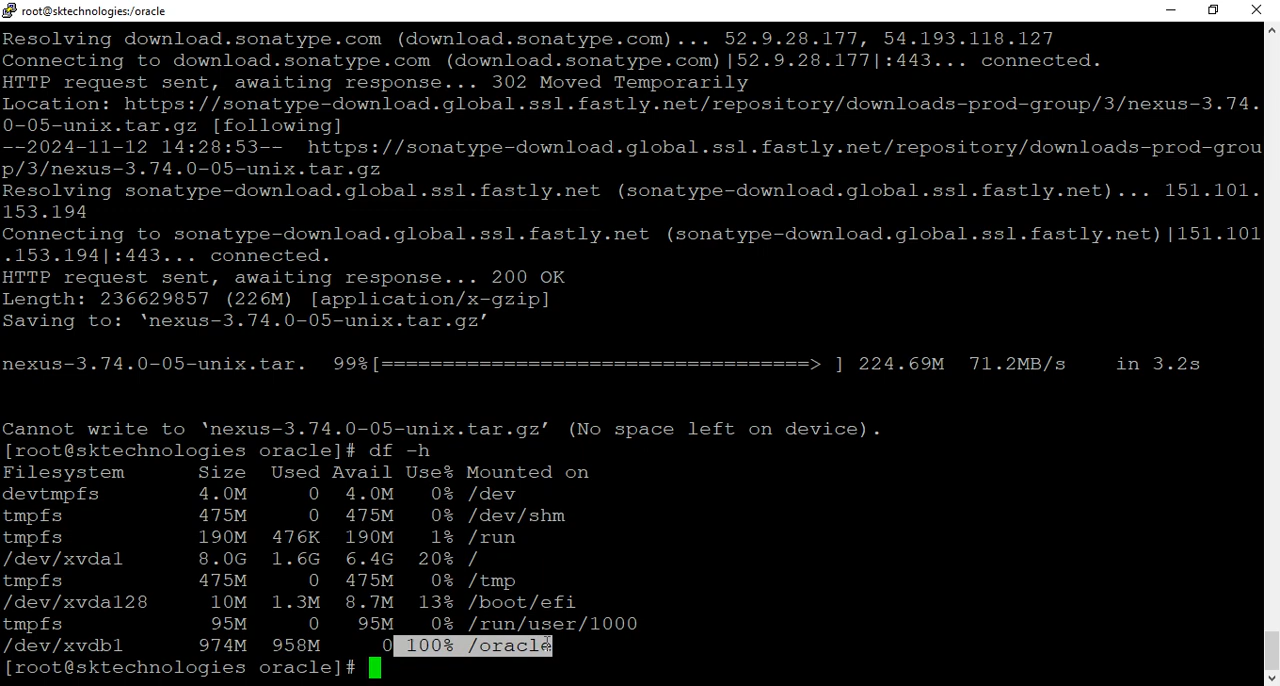 root@sktechnologies:/oracle
Resolving download.sonatype.com (download.sonatype.com)... 52.9.28.177, 54.193.118.127
Connecting to download.sonatype.com (download.sonatype.com)|52.9.28.177|:443... connected.
HTTP request sent, awaiting response... 302 Moved Temporarily
Location: https://sonatype-download.global.ssl.fastly.net/repository/downloads-prod-group/3/nexus-3.74.
0-05-unix.tar.gz [following]
--2024-11-12 14:28:53--  https://sonatype-download.global.ssl.fastly.net/repository/downloads-prod-grou
p/3/nexus-3.74.0-05-unix.tar.gz
Resolving sonatype-download.global.ssl.fastly.net (sonatype-download.global.ssl.fastly.net)... 151.101.
153.194
Connecting to sonatype-download.global.ssl.fastly.net (sonatype-download.global.ssl.fastly.net)|151.101
.153.194|:443... connected.
HTTP request sent, awaiting response... 200 OK
Length: 236629857 (226M) [application/x-gzip]
Saving to: ‘nexus-3.74.0-05-unix.tar.gz’
nexus-3.74.0-05-unix.tar.  99%[===================================> ] 224.69M  71.2MB/s    in 3.2s
Cannot write to ‘nexus-3.74.0-05-unix.tar.gz’ (No space left on device).
[root@sktechnologies oracle]# df -h
Filesystem      Size  Used Avail Use% Mounted on
devtmpfs        4.0M     0  4.0M   0% /dev
tmpfs           475M     0  475M   0% /dev/shm
tmpfs           190M  476K  190M   1% /run
/dev/xvda1      8.0G  1.6G  6.4G  20% /
tmpfs           475M     0  475M   0% /tmp
/dev/xvda128     10M  1.3M  8.7M  13% /boot/efi
tmpfs            95M     0   95M   0% /run/user/1000
/dev/xvdb1      974M  958M     0 100% /oracle
[root@sktechnologies oracle]#